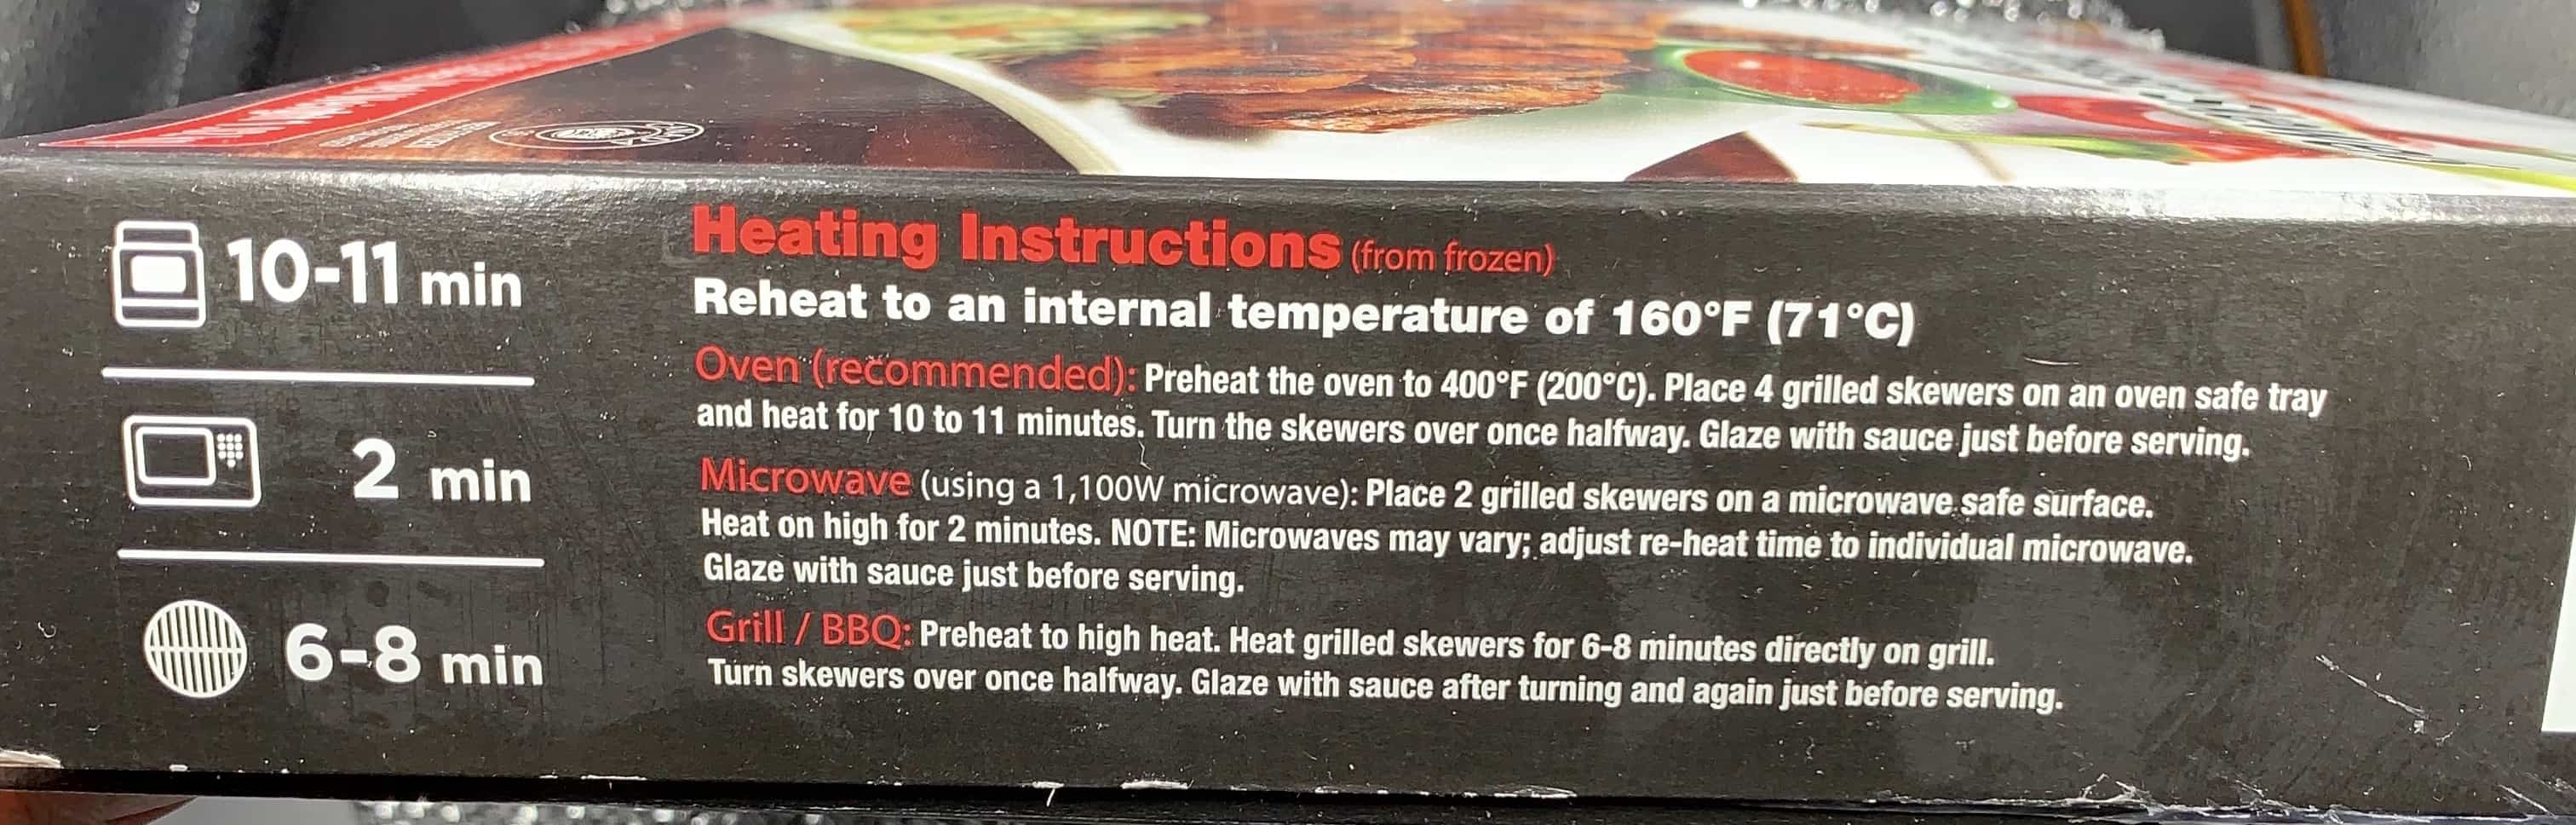 10-11 min
2 min
6-8 min
Heating Instructions (from frozen)
Reheat to an internal temperature of 160°F (71°C)
Oven (recommended): Preheat the oven to 400°F (200°C). Place 4 grilled skewers on an oven safe tray
and heat for 10 to 11 minutes. Turn the skewers over once halfway. Glaze with sauce just before serving.
Microwave (using a 1,100W microwave): Place 2 grilled skewers on a microwave safe surface.
Heat on high for 2 minutes. NOTE: Microwaves may vary; adjust re-heat time to individual microwave.
Glaze with sauce just before serving.
Grill / BBQ: Preheat to high heat. Heat grilled skewers for 6-8 minutes directly on grill.
Turn skewers over once halfway. Glaze with sauce after turning and again just before serving.